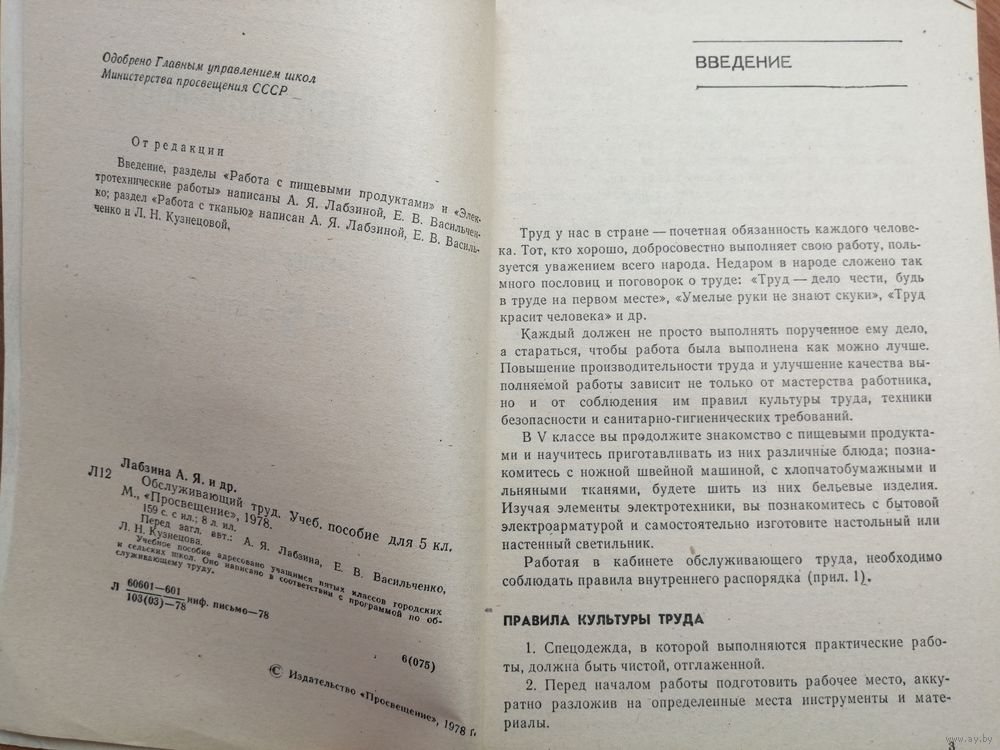 Одобрено Главным управлением школ
Министерства просвещения СССР
От редакции
Введение, разделы «Работа с пищевыми продуктами» и «Элек-
тротехнические работы» написаны А. Я. Лабзиной, Е. В. Васильчен-
ко; раздел «Работа с тканью» написан А. Я. Лабзиной, Е. В. Василь-
ченко и Л. Н. Кузнецовой,
Лабзина А. Я. и др.
Л12 Обслуживающий труд. Учеб. пособие для 5 кл.
М., «Просвещение», 1978.
159 с. с ил.; 8 л. ил.
Перед загл. авт.: А. Я. Лабзина, Е. В. Васильченко,
Л. Н. Кузнецова.
Учебное пособие адресовано учащимся пятых классов городских
и сельских школ. Оно написано в соответствии с программой по об-
служивающему труду.
Л 60601—601
103(03)—78 инф. письмо—78
6(075)
© Издательство «Просвещение», 1978 г.
ВВЕДЕНИЕ
Труд у нас в стране — почетная обязанность каждого челове-
ка. Тот, кто хорошо, добросовестно выполняет свою работу, поль-
зуется уважением всего народа. Недаром в народе сложено так
много пословиц и поговорок о труде: «Труд — дело чести, будь
в труде на первом месте», «Умелые руки не знают скуки», «Труд
красит человека» и др.
Каждый должен не просто выполнять порученное ему дело,
а стараться, чтобы работа была выполнена как можно лучше.
Повышение производительности труда и улучшение качества вы-
полняемой работы зависит не только от мастерства работника,
но и от соблюдения им правил культуры труда, техники
безопасности и санитарно-гигиенических требований.
В V классе вы продолжите знакомство с пищевыми продукта-
ми и научитесь приготавливать из них различные блюда; позна-
комитесь с ножной швейной машиной, с хлопчатобумажными и
льняными тканями, будете шить из них бельевые изделия.
Изучая элементы электротехники, вы познакомитесь с бытовой
электроарматурой и самостоятельно изготовите настольный или
настенный светильник.
Работая в кабинете обслуживающего труда, необходимо
соблюдать правила внутреннего распорядка (прил. 1).
ПРАВИЛА КУЛЬТУРЫ ТРУДА
1. Спецодежда, в которой выполняются практические рабо-
ты, должна быть чистой, отглаженной.
2. Перед началом работы подготовить рабочее место, акку-
ратно разложив на определенные места инструменты и мате-
риалы.
3
www.ay.by